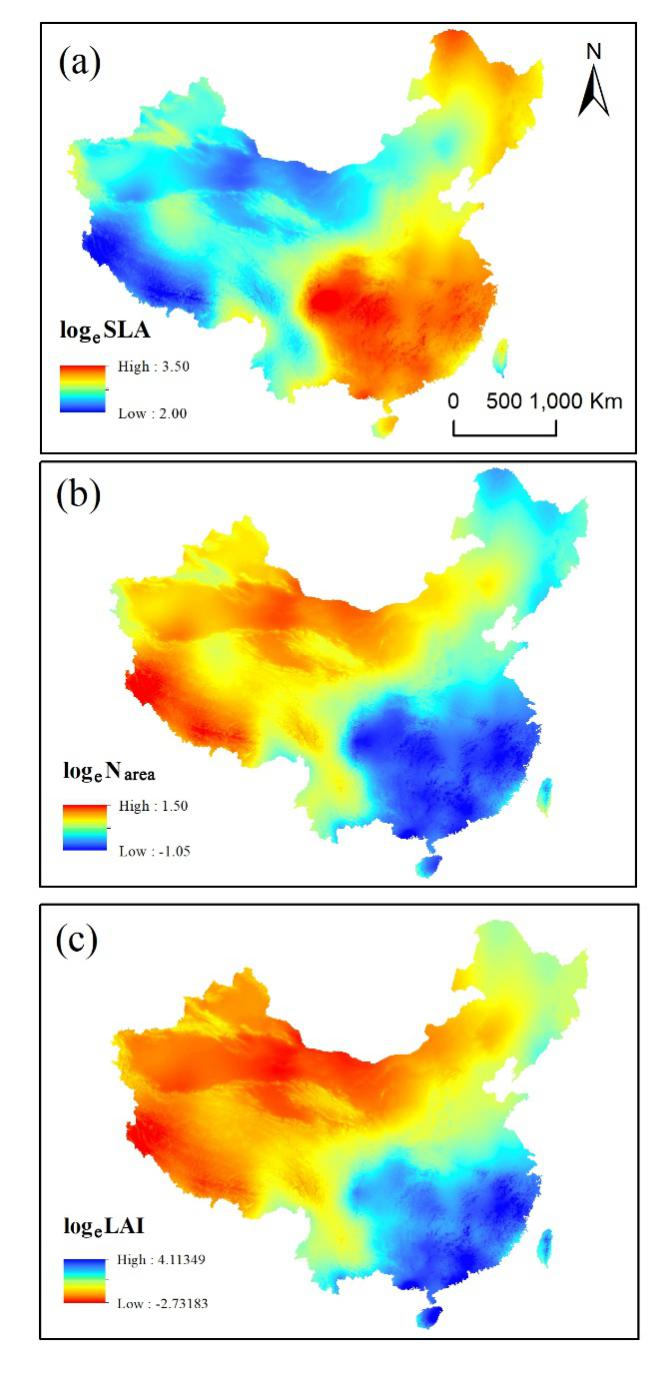 (a)
N
logₑSLA
High : 3.50
Low : 2.00
0 500 1,000 Km
(b)
logₑNarea
High : 1.50
Low : -1.05
(c)
logₑLAI
High : 4.11349
Low : -2.73183